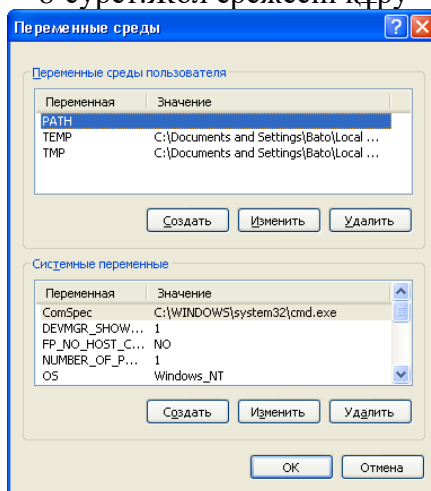 Переменные среды
Переменные среды пользователя
Переменная Значение
PATH
TEMP C:\Documents and Settings\Bato\Local ...
TMP C:\Documents and Settings\Bato\Local ...
Создать Изменить Удалить
Системные переменные
Переменная Значение
ComSpec C:\WINDOWS\system32\cmd.exe
DEVMGR_SHOW... 1
FP_NO_HOST_C... NO
NUMBER_OF_P... 1
OS Windows_NT
Создать Изменить Удалить
OK Отмена